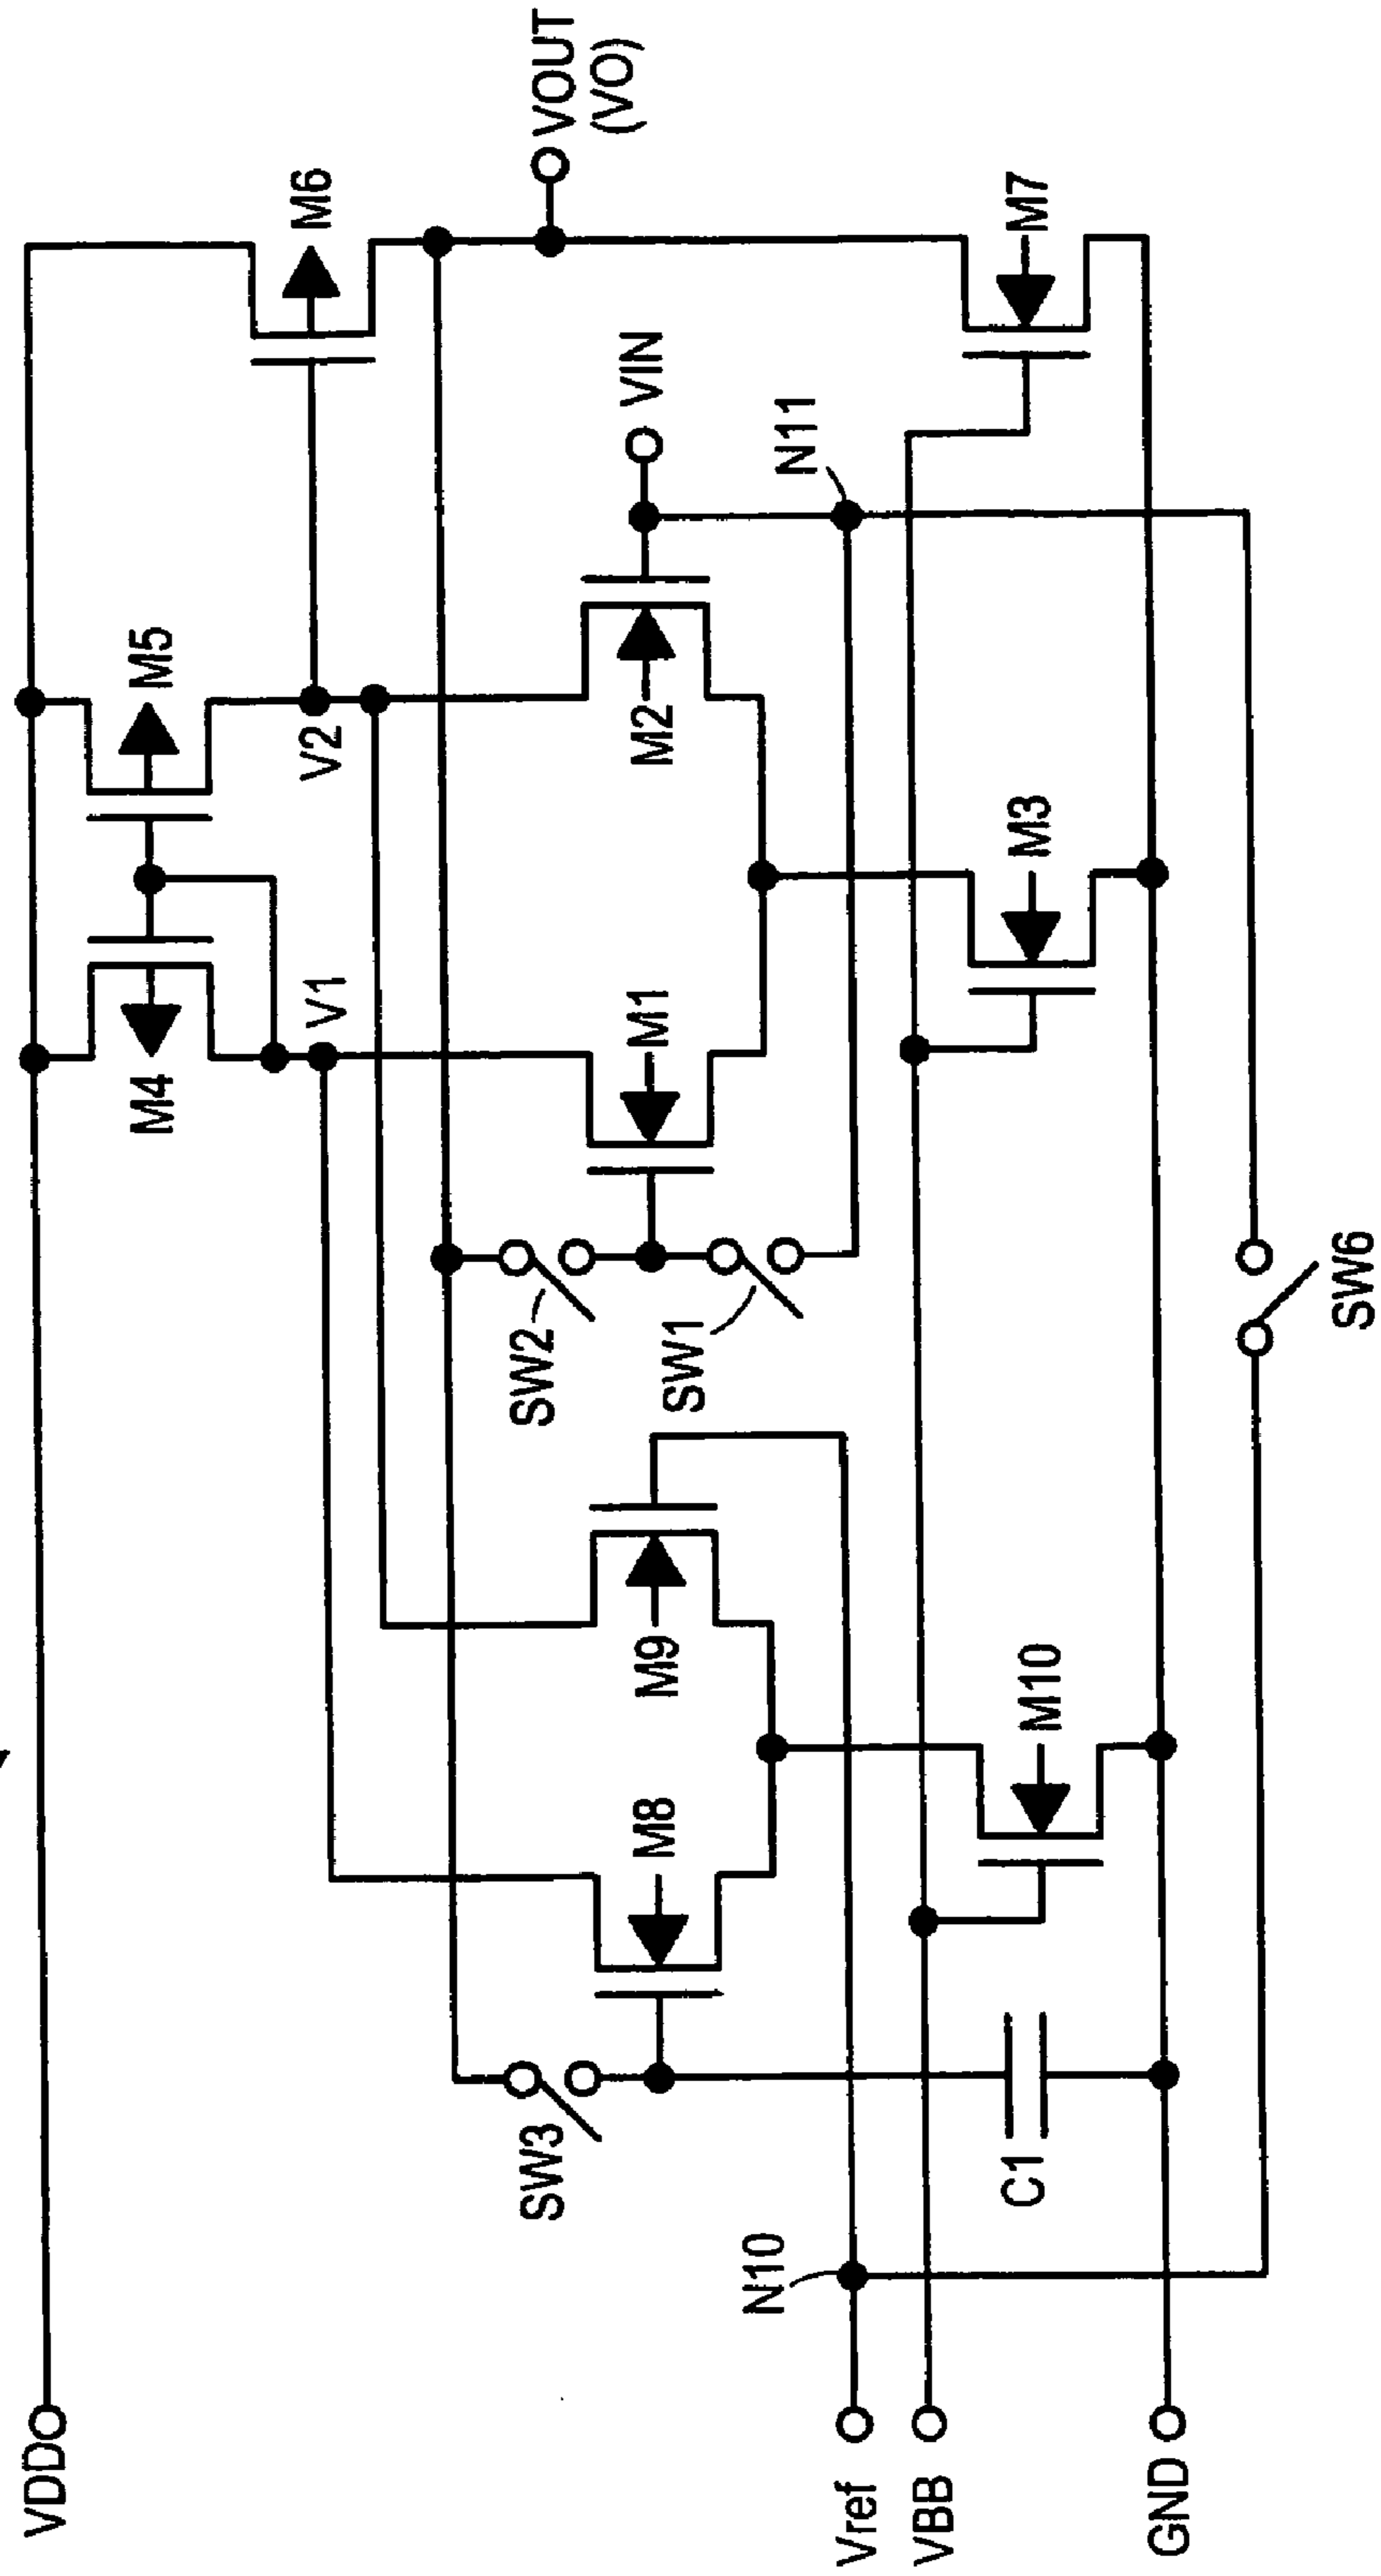 VDD
M4
M5
M6
V1
V2
VOUT
(VO)
SW3
SW2
SW1
M8
M9
M1
M2
VIN
N10
N11
Vref
VBB
GND
C1
M10
M3
M7
SW6